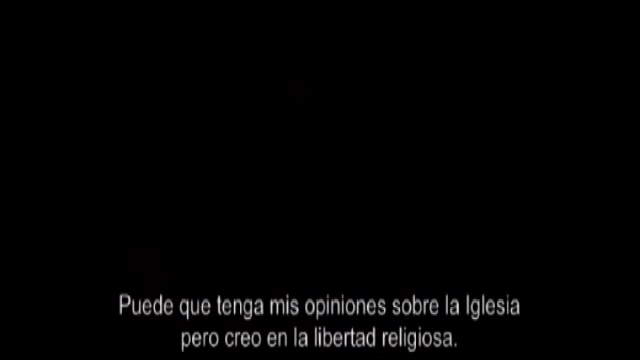 Puede que tenga mis opiniones sobre la Iglesia
pero creo en la libertad religiosa.